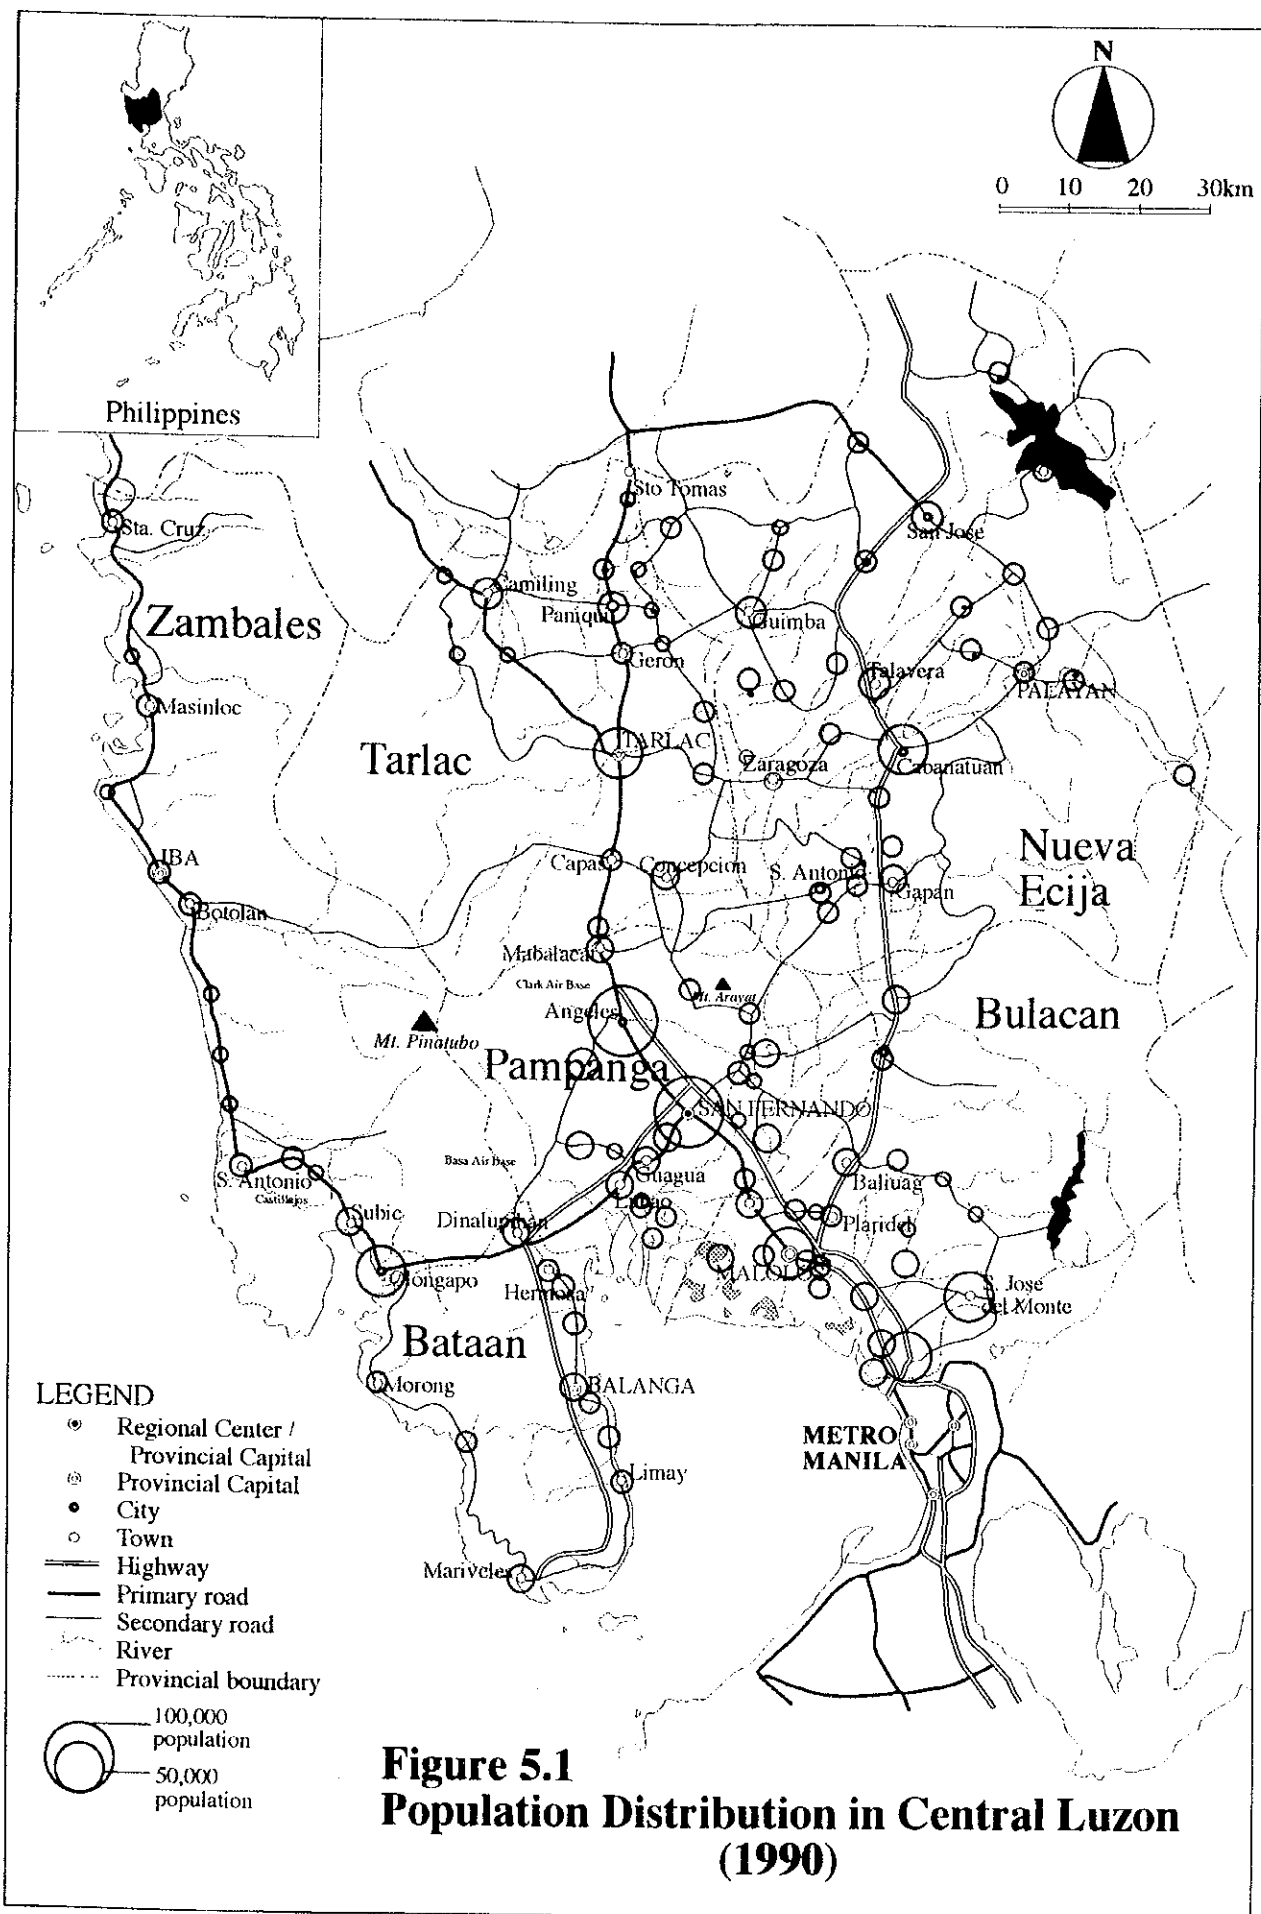 N
0 10 20 30km
Philippines
Sto Tomas
Sta. Cruz
San Jose
Camiling
Paniqui
Guimba
Zambales
Geron
Talavera
PALAYAN
Masinloc
TARLAC
Tarlac
Zaragoza
Cabanatuan
IBA
Capas
Concepcion
S. Antonio
Gapan
Nueva
Ecija
Botolan
Mabalacat
Clark Air Base
Mt. Arayat
Angeles
Bulacan
Mt. Pinatubo
Pampanga
SAN FERNANDO
Basa Air Base
Guagua
S. Antonio
Castillejos
Baliuag
Subic
Lubao
Dinalupihan
Plaridel
Olongapo
MALOLOS
Hermosa
S. Jose
del Monte
Bataan
Morong
BALANGA
METRO
MANILA
Limay
Mariveles
LEGEND
Regional Center /
Provincial Capital
Provincial Capital
City
Town
Highway
Primary road
Secondary road
River
Provincial boundary
100,000
population
50,000
population
Figure 5.1
Population Distribution in Central Luzon
(1990)